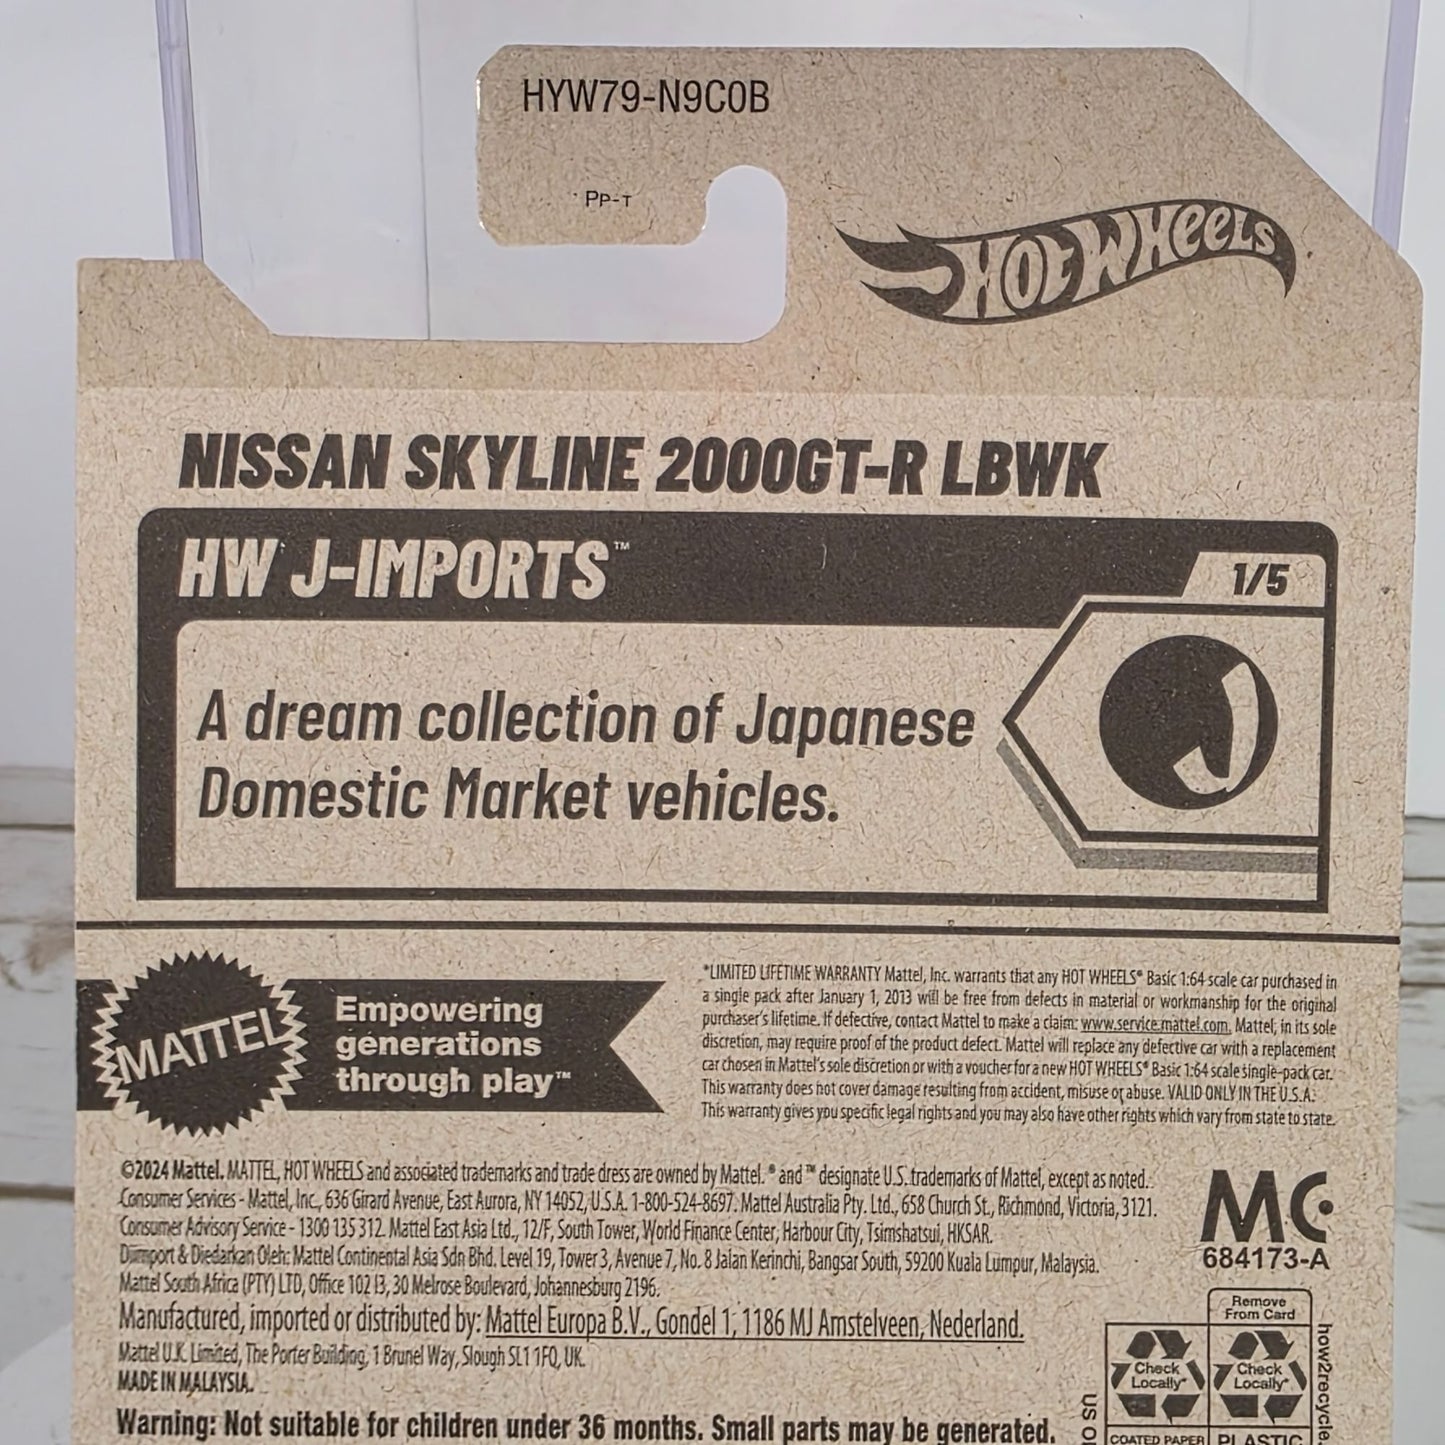 HYW79-N9C0B
Pp-T
HOT WHEELS
NISSAN SKYLINE 2000GT-R LBWK
HW J-IMPORTS™
1/5
A dream collection of Japanese
Domestic Market vehicles.
J
MATTEL
Empowering
generations
through play™
*LIMITED LIFETIME WARRANTY Mattel, Inc. warrants that any HOT WHEELS® Basic 1:64 scale car purchased in
a single pack after January 1, 2013 will be free from defects in material or workmanship for the original
purchaser's lifetime. If defective, contact Mattel to make a claim: www.service.mattel.com. Mattel, in its sole
discretion, may require proof of the product defect. Mattel will replace any defective car with a replacement
car chosen in Mattel's sole discretion or with a voucher for a new HOT WHEELS® Basic 1:64 scale single-pack car.
This warranty does not cover damage resulting from accident, misuse or abuse. VALID ONLY IN THE U.S.A.
This warranty gives you specific legal rights and you may also have other rights which vary from state to state.
©2024 Mattel. MATTEL, HOT WHEELS and associated trademarks and trade dress are owned by Mattel. ® and ™ designate U.S. trademarks of Mattel, except as noted.
Consumer Services - Mattel, Inc., 636 Girard Avenue, East Aurora, NY 14052, U.S.A. 1-800-524-8697. Mattel Australia Pty. Ltd., 658 Church St., Richmond, Victoria, 3121.
Consumer Advisory Service - 1300 135 312. Mattel East Asia Ltd., 12/F, South Tower, World Finance Center, Harbour City, Tsimshatsui, HKSAR.
Diimport & Diedarkan Oleh: Mattel Continental Asia Sdn Bhd. Level 19, Tower 3, Avenue 7, No. 8 Jalan Kerinchi, Bangsar South, 59200 Kuala Lumpur, Malaysia.
Mattel South Africa (PTY) LTD, Office 102 I3, 30 Melrose Boulevard, Johannesburg 2196.
Manufactured, imported or distributed by: Mattel Europa B.V., Gondel 1, 1186 MJ Amstelveen, Nederland.
Mattel U.K. Limited, The Porter Building, 1 Brunel Way, Slough SL1 1FQ, UK.
MADE IN MALAYSIA.
Warning: Not suitable for children under 36 months. Small parts may be generated.
MC
684173-A
Remove
From Card
Check
Locally*
Check
Locally*
COATED PAPER
PLASTIC
how2recycle.
US